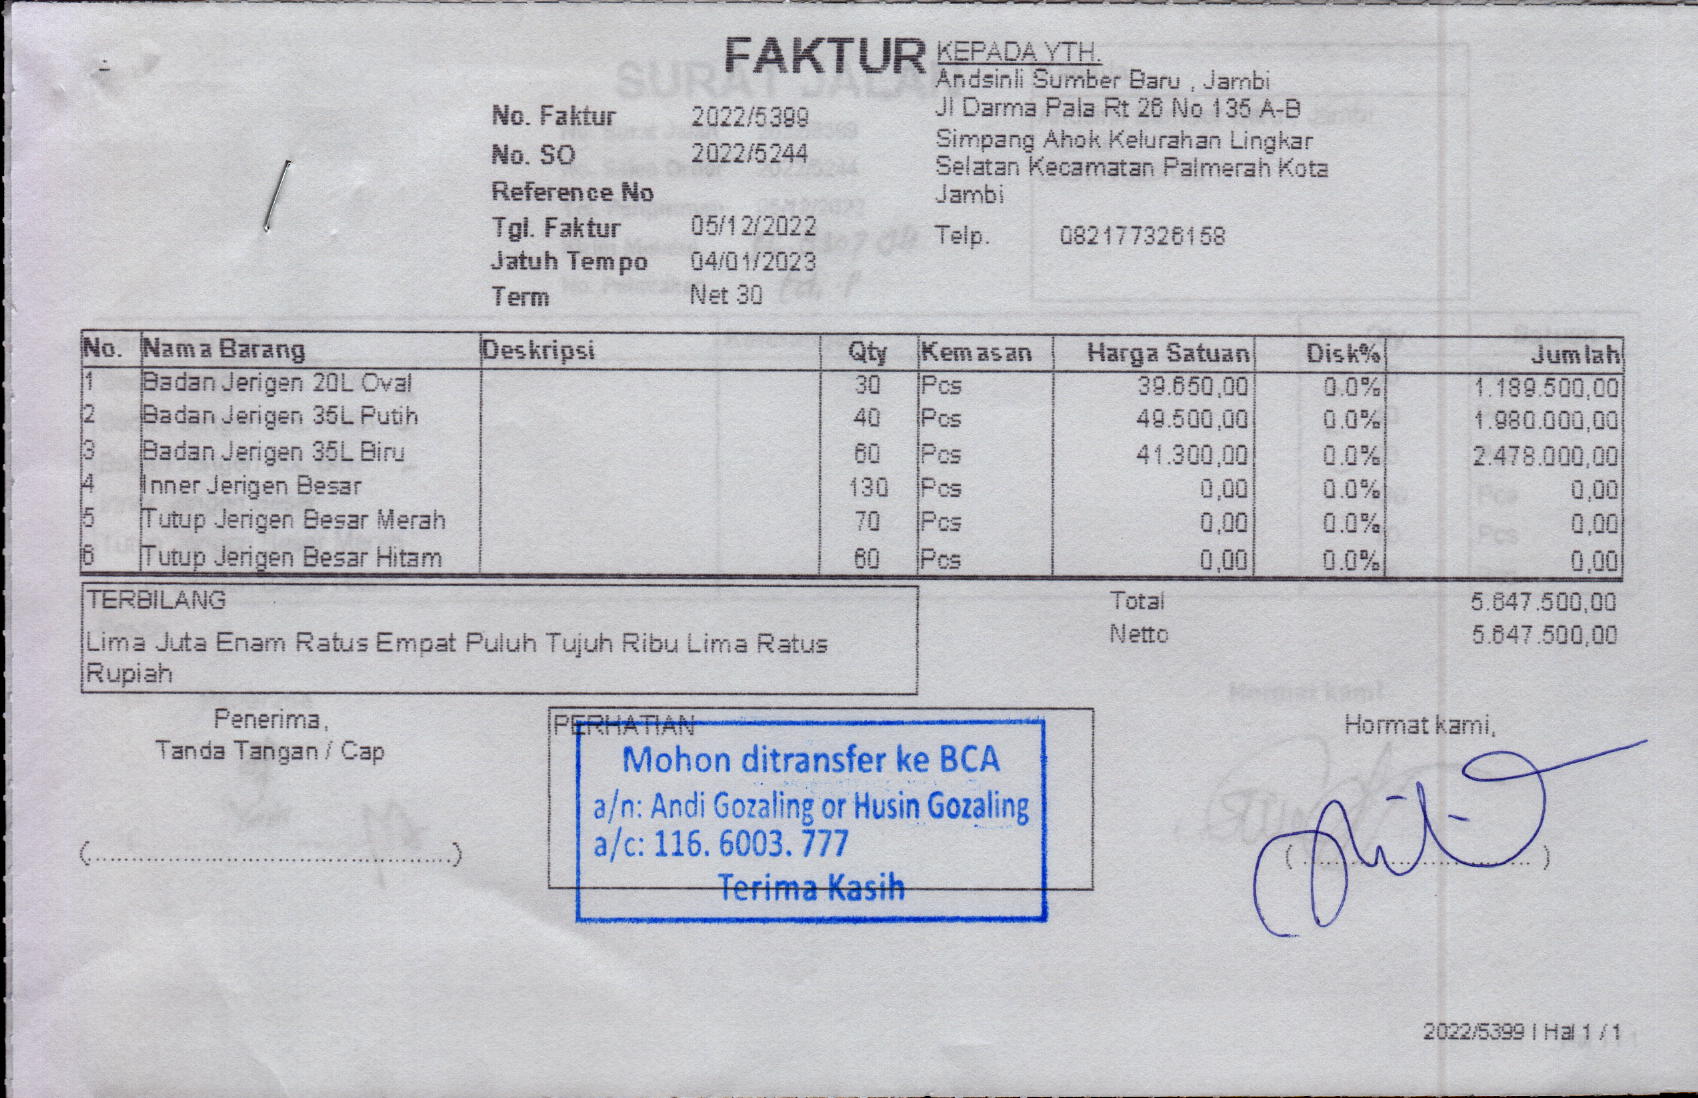 FAKTUR
No. Faktur 2022/5399
No. SO 2022/5244
Reference No
Tgl. Faktur 05/12/2022
Jatuh Tempo 04/01/2023
Term Net 30
KEPADA YTH.
Andsinli Sumber Baru , Jambi
Jl Darma Pala Rt 26 No 135 A-B
Simpang Ahok Kelurahan Lingkar
Selatan Kecamatan Palmerah Kota
Jambi
Telp. 082177326158
No. Nama Barang Deskripsi Qty Kemasan Harga Satuan Disk% Jumlah
1 Badan Jerigen 20L Oval 30 Pcs 39.650,00 0.0% 1.189.500,00
2 Badan Jerigen 35L Putih 40 Pcs 49.500,00 0.0% 1.980.000,00
3 Badan Jerigen 35L Biru 60 Pcs 41.300,00 0.0% 2.478.000,00
4 Inner Jerigen Besar 130 Pcs 0,00 0.0% 0,00
5 Tutup Jerigen Besar Merah 70 Pcs 0,00 0.0% 0,00
6 Tutup Jerigen Besar Hitam 60 Pcs 0,00 0.0% 0,00
TERBILANG
Lima Juta Enam Ratus Empat Puluh Tujuh Ribu Lima Ratus
Rupiah
Total 5.647.500,00
Netto 5.647.500,00
Penerima,
Tanda Tangan / Cap
(..................................................)
PERHATIAN
Mohon ditransfer ke BCA
a/n: Andi Gozaling or Husin Gozaling
a/c: 116. 6003. 777
Terima Kasih
Hormat kami,
(................................)
2022/5399 | Hal 1 / 1